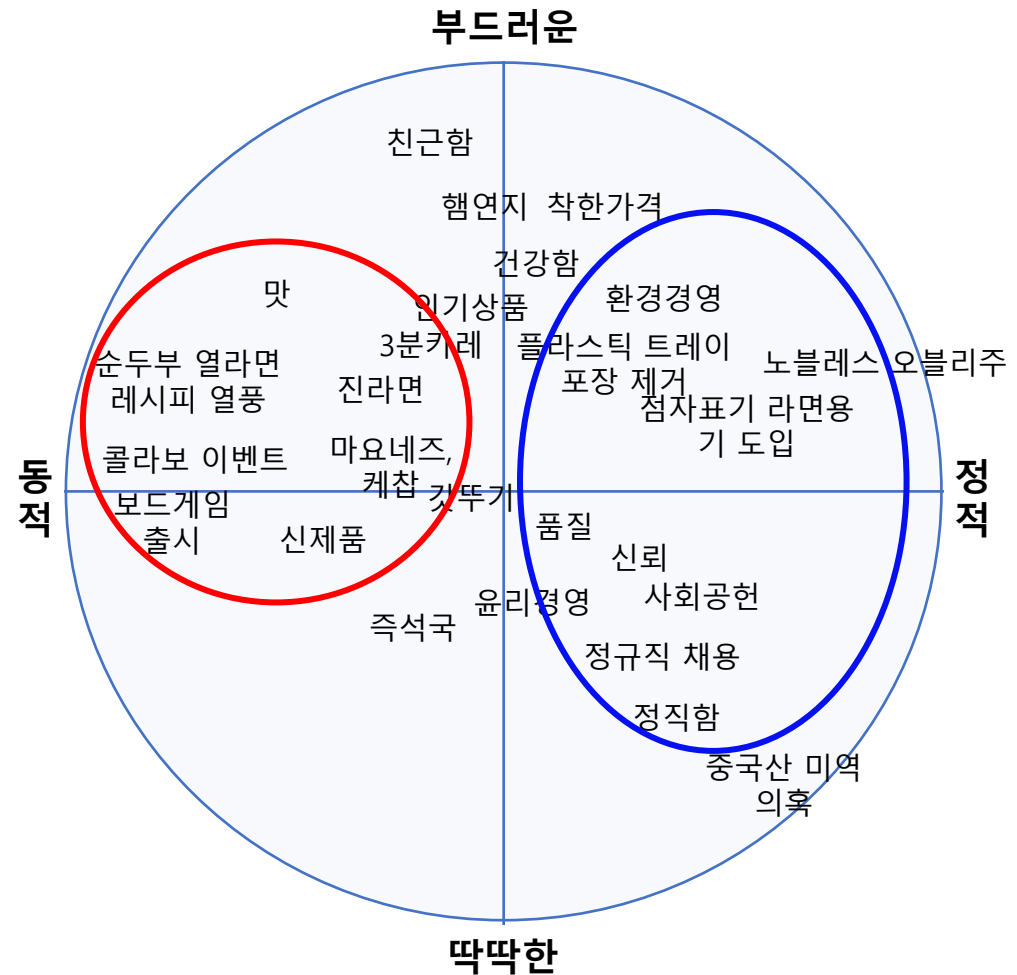 부드러운
친근함
햄연지 착한가격
건강함
맛
인기상품
환경경영
3분카레
플라스틱 트레이
포장 제거
순두부 열라면
레시피 열풍
진라면
노블레스 오블리주
점자표기 라면용
기 도입
콜라보 이벤트
마요네즈,
케찹
갓뚜기
동
적
정
적
보드게임
출시
신제품
품질
신뢰
사회공헌
윤리경영
즉석국
정규직 채용
정직함
중국산 미역
의혹
딱딱한